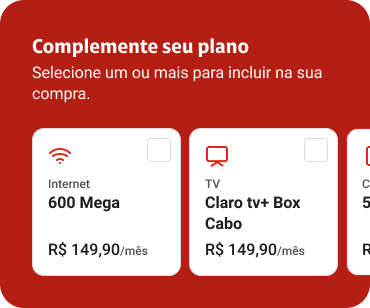 Complemente seu plano
Selecione um ou mais para incluir na sua
compra.
Internet
600 Mega
R$ 149,90/mês
TV
Claro tv+ Box
Cabo
R$ 149,90/mês